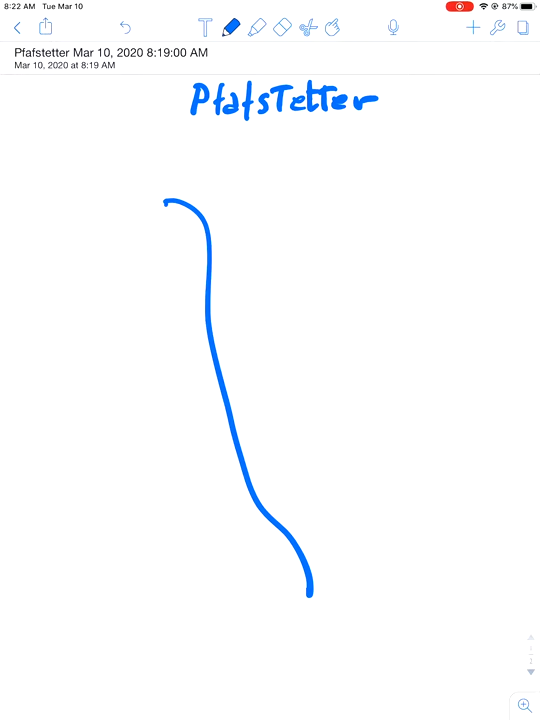 8:22 AM Tue Mar 10
87%
T
Pfafstetter Mar 10, 2020 8:19:00 AM
Mar 10, 2020 at 8:19 AM
PfafsTetter